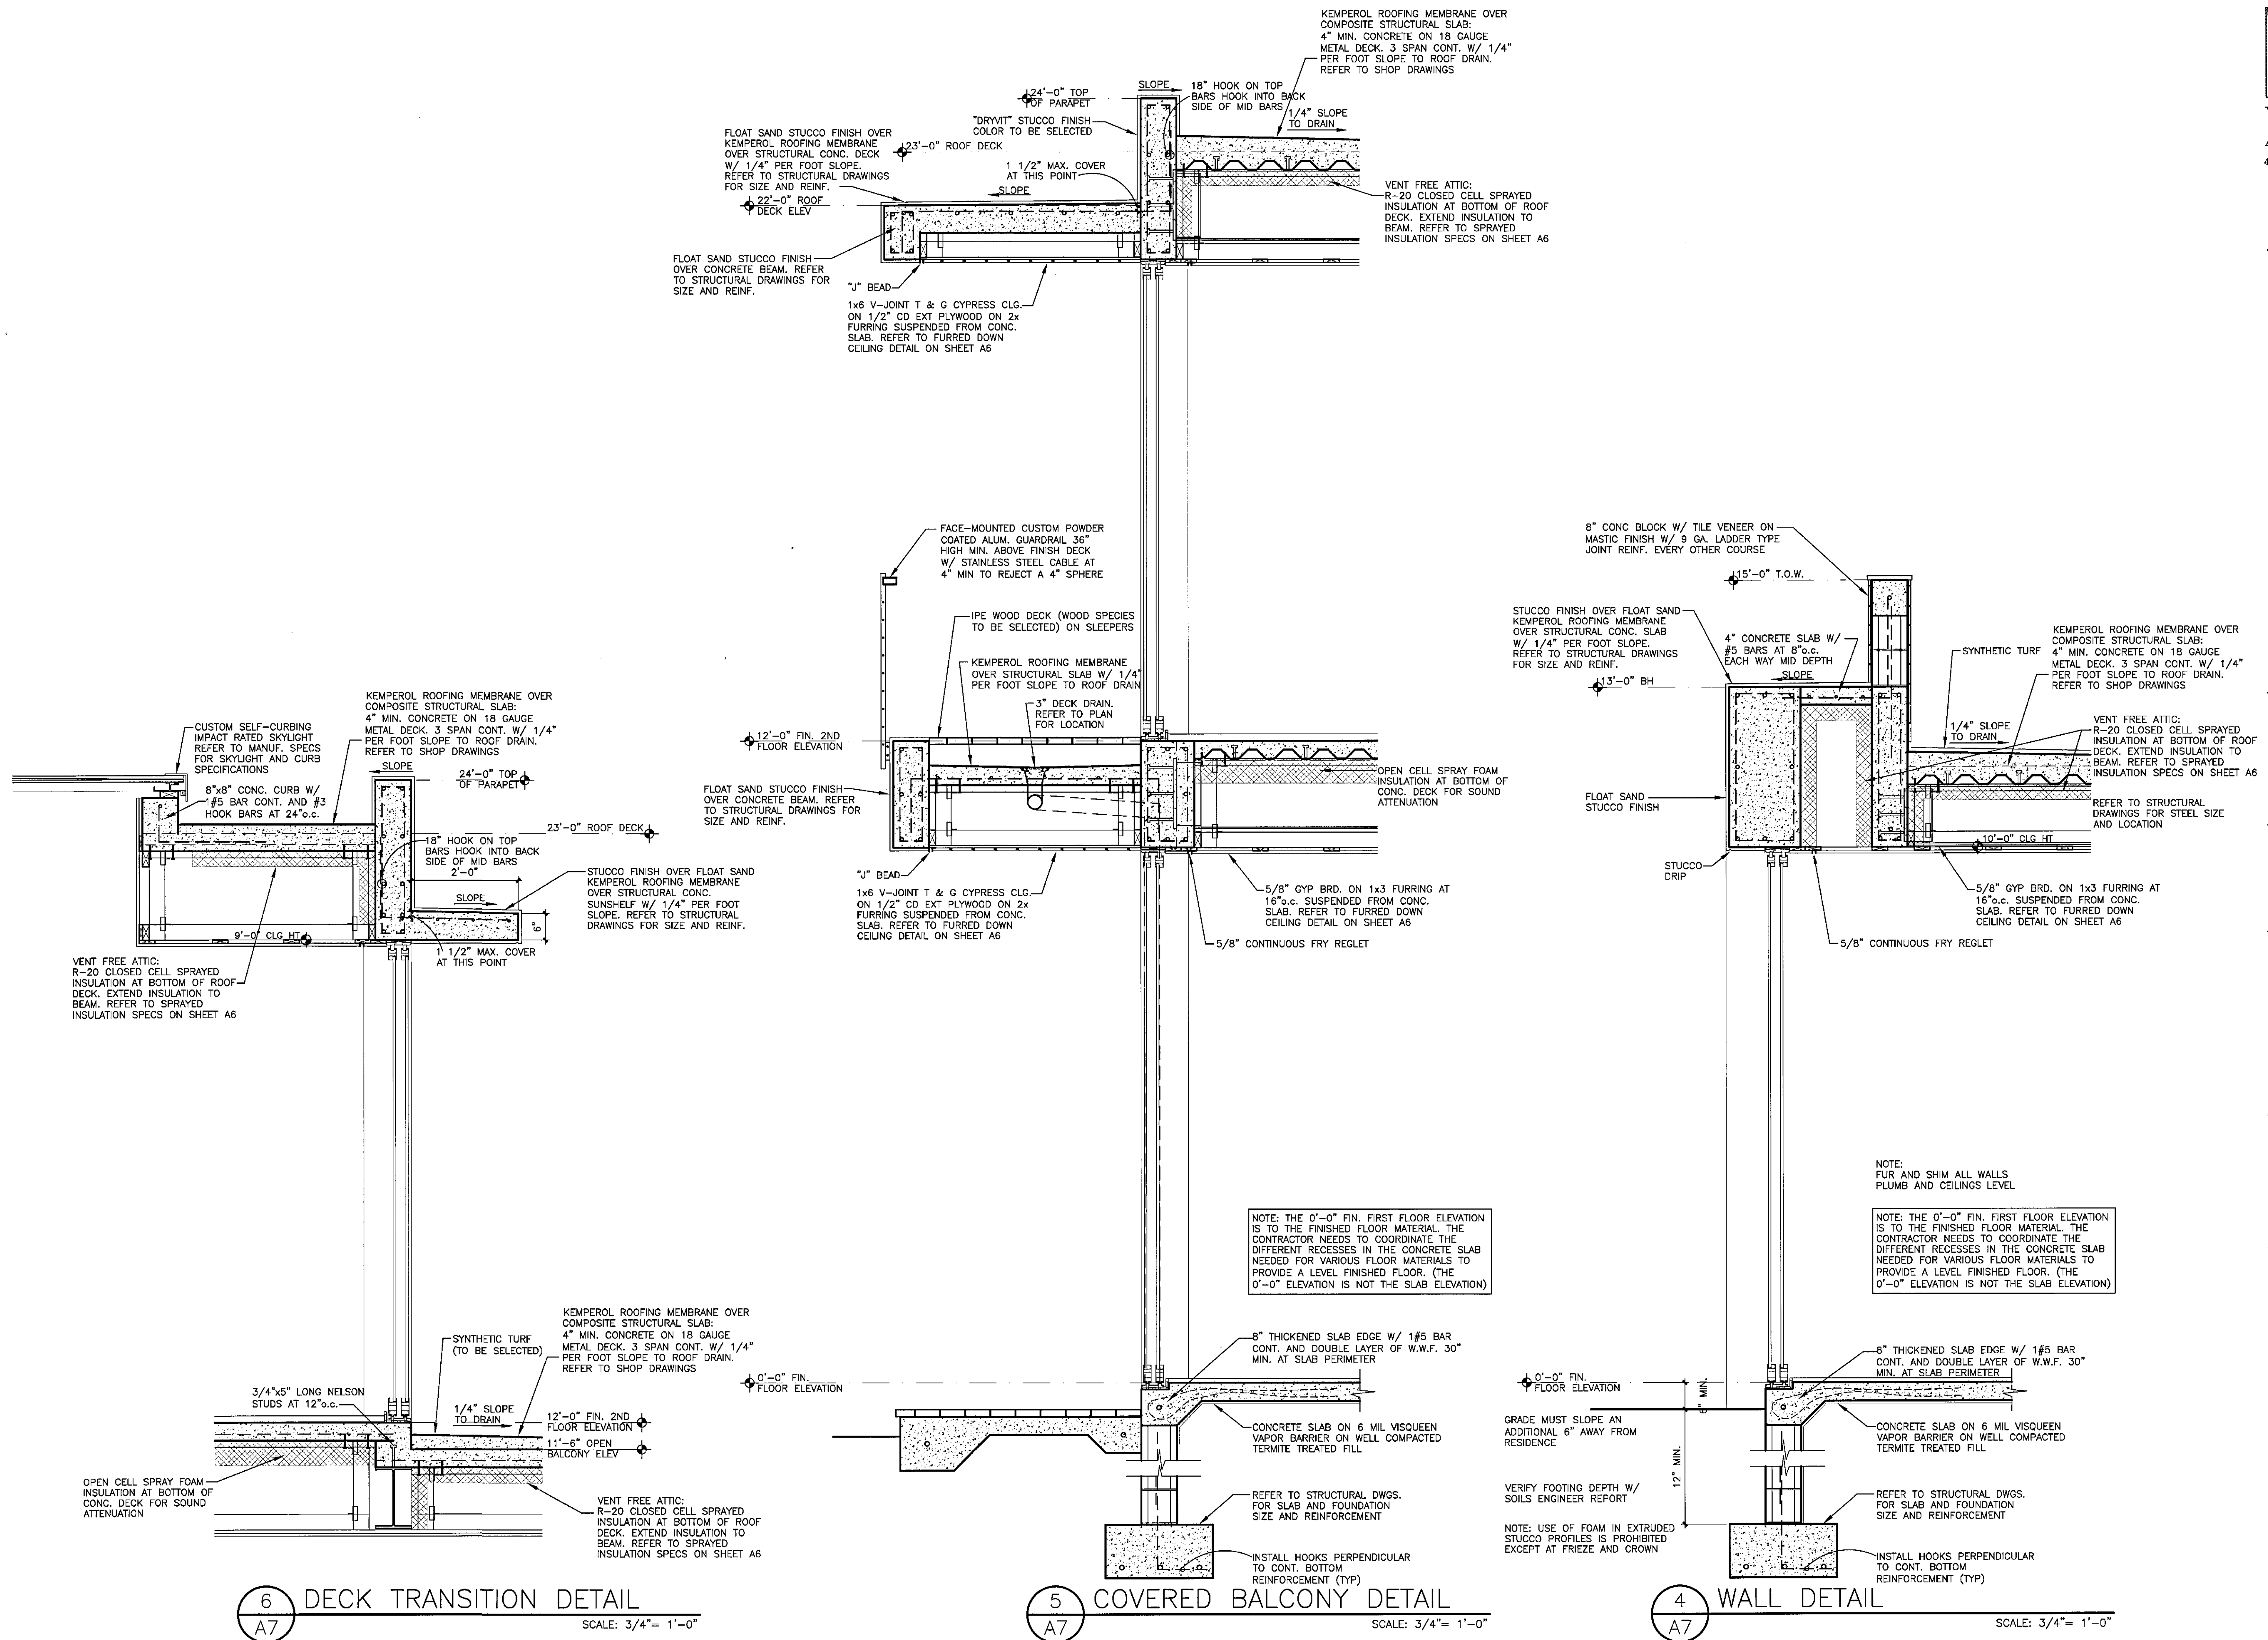 KEMPEROL ROOFING MEMBRANE OVER
COMPOSITE STRUCTURAL SLAB:
4" MIN. CONCRETE ON 18 GAUGE
METAL DECK. 3 SPAN CONT. W/ 1/4"
PER FOOT SLOPE TO ROOF DRAIN.
REFER TO SHOP DRAWINGS
SLOPE
18" HOOK ON TOP
BARS HOOK INTO BACK
SIDE OF MID BARS
24'-0" TOP
OF PARAPET
1/4" SLOPE
TO DRAIN
"DRYVIT" STUCCO FINISH
COLOR TO BE SELECTED
FLOAT SAND STUCCO FINISH OVER
KEMPEROL ROOFING MEMBRANE
OVER STRUCTURAL CONC. DECK
W/ 1/4" PER FOOT SLOPE.
REFER TO STRUCTURAL DRAWINGS
FOR SIZE AND REINF.
23'-0" ROOF DECK
1 1/2" MAX. COVER
AT THIS POINT
SLOPE
22'-0" ROOF
DECK ELEV
VENT FREE ATTIC:
R-20 CLOSED CELL SPRAYED
INSULATION AT BOTTOM OF ROOF
DECK. EXTEND INSULATION TO
BEAM. REFER TO SPRAYED
INSULATION SPECS ON SHEET A6
FLOAT SAND STUCCO FINISH
OVER CONCRETE BEAM. REFER
TO STRUCTURAL DRAWINGS FOR
SIZE AND REINF.
"J" BEAD
1x6 V-JOINT T & G CYPRESS CLG.
ON 1/2" CD EXT PLYWOOD ON 2x
FURRING SUSPENDED FROM CONC.
SLAB. REFER TO FURRED DOWN
CEILING DETAIL ON SHEET A6
FACE-MOUNTED CUSTOM POWDER
COATED ALUM. GUARDRAIL 36"
HIGH MIN. ABOVE FINISH DECK
W/ STAINLESS STEEL CABLE AT
4" MIN TO REJECT A 4" SPHERE
IPE WOOD DECK (WOOD SPECIES
TO BE SELECTED) ON SLEEPERS
KEMPEROL ROOFING MEMBRANE
OVER STRUCTURAL SLAB W/ 1/4"
PER FOOT SLOPE TO ROOF DRAIN
3" DECK DRAIN.
REFER TO PLAN
FOR LOCATION
12'-0" FIN. 2ND
FLOOR ELEVATION
FLOAT SAND STUCCO FINISH
OVER CONCRETE BEAM. REFER
TO STRUCTURAL DRAWINGS FOR
SIZE AND REINF.
OPEN CELL SPRAY FOAM
INSULATION AT BOTTOM OF
CONC. DECK FOR SOUND
ATTENUATION
"J" BEAD
1x6 V-JOINT T & G CYPRESS CLG.
ON 1/2" CD EXT PLYWOOD ON 2x
FURRING SUSPENDED FROM CONC.
SLAB. REFER TO FURRED DOWN
CEILING DETAIL ON SHEET A6
5/8" GYP BRD. ON 1x3 FURRING AT
16"o.c. SUSPENDED FROM CONC.
SLAB. REFER TO FURRED DOWN
CEILING DETAIL ON SHEET A6
5/8" CONTINUOUS FRY REGLET
NOTE: THE 0'-0" FIN. FIRST FLOOR ELEVATION
IS TO THE FINISHED FLOOR MATERIAL. THE
CONTRACTOR NEEDS TO COORDINATE THE
DIFFERENT RECESSES IN THE CONCRETE SLAB
NEEDED FOR VARIOUS FLOOR MATERIALS TO
PROVIDE A LEVEL FINISHED FLOOR. (THE
0'-0" ELEVATION IS NOT THE SLAB ELEVATION)
8" THICKENED SLAB EDGE W/ 1#5 BAR
CONT. AND DOUBLE LAYER OF W.W.F. 30"
MIN. AT SLAB PERIMETER
0'-0" FIN.
FLOOR ELEVATION
CONCRETE SLAB ON 6 MIL VISQUEEN
VAPOR BARRIER ON WELL COMPACTED
TERMITE TREATED FILL
REFER TO STRUCTURAL DWGS.
FOR SLAB AND FOUNDATION
SIZE AND REINFORCEMENT
INSTALL HOOKS PERPENDICULAR
TO CONT. BOTTOM
REINFORCEMENT (TYP)
5
A7
COVERED BALCONY DETAIL
SCALE: 3/4"= 1'-0"
CUSTOM SELF-CURBING
IMPACT RATED SKYLIGHT
REFER TO MANUF. SPECS
FOR SKYLIGHT AND CURB
SPECIFICATIONS
KEMPEROL ROOFING MEMBRANE OVER
COMPOSITE STRUCTURAL SLAB:
4" MIN. CONCRETE ON 18 GAUGE
METAL DECK. 3 SPAN CONT. W/ 1/4"
PER FOOT SLOPE TO ROOF DRAIN.
REFER TO SHOP DRAWINGS
SLOPE
24'-0" TOP
OF PARAPET
8"x8" CONC. CURB W/
1#5 BAR CONT. AND #3
HOOK BARS AT 24"o.c.
23'-0" ROOF DECK
18" HOOK ON TOP
BARS HOOK INTO BACK
SIDE OF MID BARS
2'-0"
SLOPE
6"
STUCCO FINISH OVER FLOAT SAND
KEMPEROL ROOFING MEMBRANE
OVER STRUCTURAL CONC.
SUNSHELF W/ 1/4" PER FOOT
SLOPE. REFER TO STRUCTURAL
DRAWINGS FOR SIZE AND REINF.
9'-0" CLG HT
1 1/2" MAX. COVER
AT THIS POINT
VENT FREE ATTIC:
R-20 CLOSED CELL SPRAYED
INSULATION AT BOTTOM OF ROOF
DECK. EXTEND INSULATION TO
BEAM. REFER TO SPRAYED
INSULATION SPECS ON SHEET A6
KEMPEROL ROOFING MEMBRANE OVER
COMPOSITE STRUCTURAL SLAB:
4" MIN. CONCRETE ON 18 GAUGE
METAL DECK. 3 SPAN CONT. W/ 1/4"
PER FOOT SLOPE TO ROOF DRAIN.
REFER TO SHOP DRAWINGS
SYNTHETIC TURF
(TO BE SELECTED)
3/4"x5" LONG NELSON
STUDS AT 12"o.c.
1/4" SLOPE
TO DRAIN
12'-0" FIN. 2ND
FLOOR ELEVATION
11'-6" OPEN
BALCONY ELEV
OPEN CELL SPRAY FOAM
INSULATION AT BOTTOM OF
CONC. DECK FOR SOUND
ATTENUATION
VENT FREE ATTIC:
R-20 CLOSED CELL SPRAYED
INSULATION AT BOTTOM OF ROOF
DECK. EXTEND INSULATION TO
BEAM. REFER TO SPRAYED
INSULATION SPECS ON SHEET A6
6
A7
DECK TRANSITION DETAIL
SCALE: 3/4"= 1'-0"
8" CONC BLOCK W/ TILE VENEER ON
MASTIC FINISH W/ 9 GA. LADDER TYPE
JOINT REINF. EVERY OTHER COURSE
15'-0" T.O.W.
STUCCO FINISH OVER FLOAT SAND
KEMPEROL ROOFING MEMBRANE
OVER STRUCTURAL CONC. SLAB
W/ 1/4" PER FOOT SLOPE.
REFER TO STRUCTURAL DRAWINGS
FOR SIZE AND REINF.
4" CONCRETE SLAB W/
#5 BARS AT 8"o.c.
EACH WAY MID DEPTH
SLOPE
13'-0" BH
SYNTHETIC TURF
KEMPEROL ROOFING MEMBRANE OVER
COMPOSITE STRUCTURAL SLAB:
4" MIN. CONCRETE ON 18 GAUGE
METAL DECK. 3 SPAN CONT. W/ 1/4"
PER FOOT SLOPE TO ROOF DRAIN.
REFER TO SHOP DRAWINGS
1/4" SLOPE
TO DRAIN
VENT FREE ATTIC:
R-20 CLOSED CELL SPRAYED
INSULATION AT BOTTOM OF ROOF
DECK. EXTEND INSULATION TO
BEAM. REFER TO SPRAYED
INSULATION SPECS ON SHEET A6
FLOAT SAND
STUCCO FINISH
REFER TO STRUCTURAL
DRAWINGS FOR STEEL SIZE
AND LOCATION
10'-0" CLG HT
STUCCO
DRIP
5/8" GYP BRD. ON 1x3 FURRING AT
16"o.c. SUSPENDED FROM CONC.
SLAB. REFER TO FURRED DOWN
CEILING DETAIL ON SHEET A6
5/8" CONTINUOUS FRY REGLET
NOTE:
FUR AND SHIM ALL WALLS
PLUMB AND CEILINGS LEVEL
NOTE: THE 0'-0" FIN. FIRST FLOOR ELEVATION
IS TO THE FINISHED FLOOR MATERIAL. THE
CONTRACTOR NEEDS TO COORDINATE THE
DIFFERENT RECESSES IN THE CONCRETE SLAB
NEEDED FOR VARIOUS FLOOR MATERIALS TO
PROVIDE A LEVEL FINISHED FLOOR. (THE
0'-0" ELEVATION IS NOT THE SLAB ELEVATION)
8" THICKENED SLAB EDGE W/ 1#5 BAR
CONT. AND DOUBLE LAYER OF W.W.F. 30"
MIN. AT SLAB PERIMETER
0'-0" FIN.
FLOOR ELEVATION
MIN.
GRADE MUST SLOPE AN
ADDITIONAL 6" AWAY FROM
RESIDENCE
12" MIN.
CONCRETE SLAB ON 6 MIL VISQUEEN
VAPOR BARRIER ON WELL COMPACTED
TERMITE TREATED FILL
VERIFY FOOTING DEPTH W/
SOILS ENGINEER REPORT
REFER TO STRUCTURAL DWGS.
FOR SLAB AND FOUNDATION
SIZE AND REINFORCEMENT
NOTE: USE OF FOAM IN EXTRUDED
STUCCO PROFILES IS PROHIBITED
EXCEPT AT FRIEZE AND CROWN
INSTALL HOOKS PERPENDICULAR
TO CONT. BOTTOM
REINFORCEMENT (TYP)
4
A7
WALL DETAIL
SCALE: 3/4"= 1'-0"